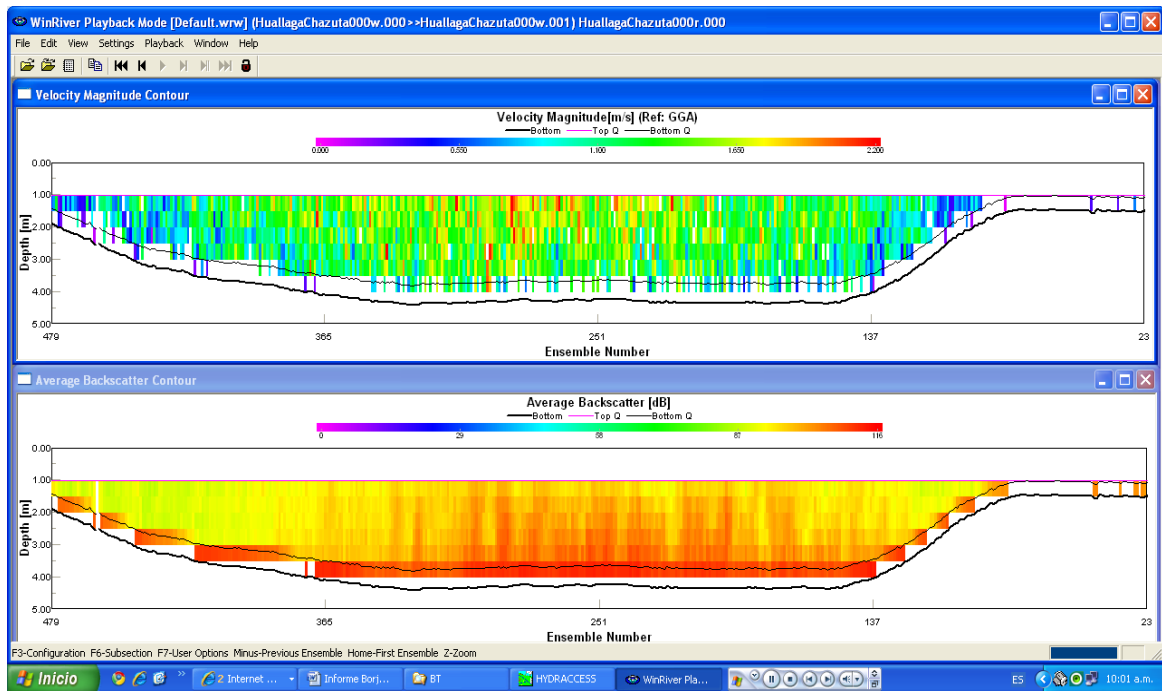 WinRiver Playback Mode [Default.wrw] (HuallagaChazuta000w.000>>HuallagaChazuta000w.001) HuallagaChazuta000r.000
File Edit View Settings Playback Window Help
Velocity Magnitude Contour
Velocity Magnitude[m/s] (Ref: GGA)
Bottom Top Q Bottom Q
0.000 0.550 1.100 1.650 2.200
0.00
1.00
2.00
3.00
4.00
5.00
Depth [m]
479 365 251 137 23
Ensemble Number
Average Backscatter Contour
Average Backscatter [dB]
Bottom Top Q Bottom Q
0 29 58 87 116
0.00
1.00
2.00
3.00
4.00
5.00
Depth [m]
479 365 251 137 23
Ensemble Number
F3-Configuration F6-Subsection F7-User Options Minus-Previous Ensemble Home-First Ensemble Z-Zoom
Inicio » 2 Internet ... Informe Borj... BT HYDRACCESS WinRiver Pla... ES 10:01 a.m.